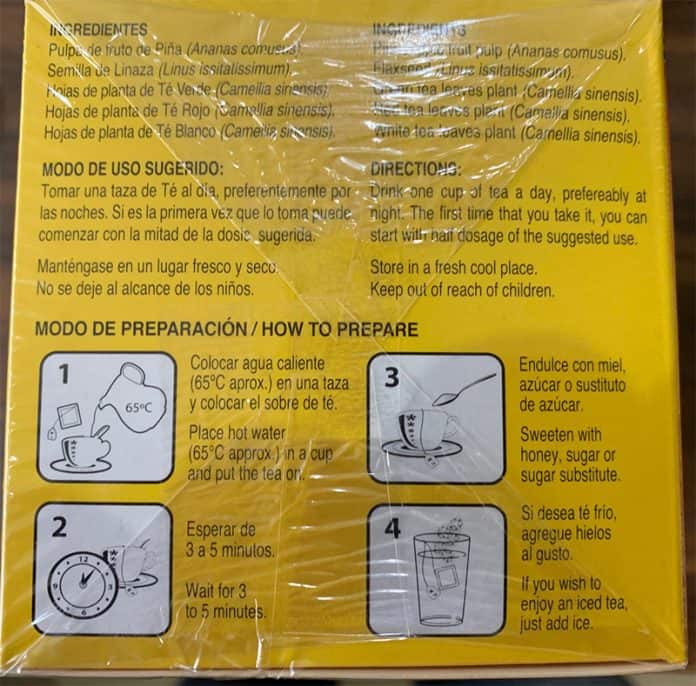 INGREDIENTES
Pulpa de fruto de Piña (Ananas comusus).
Semilla de Linaza (Linus issitatissimum).
Hojas de planta de Té Verde (Camellia sinensis).
Hojas de planta de Té Rojo (Camellia sinensis).
Hojas de planta de Té Blanco (Camellia sinensis).
INGREDIENTS
fruit pulp (Ananas comusus).
Flaxseed (Linus issitatissimum).
Green tea leaves plant (Camellia sinensis).
Red tea leaves plant (Camellia sinensis).
White tea leaves plant (Camellia sinensis).
MODO DE USO SUGERIDO:
Tomar una taza de Té al día, preferentemente por
las noches. Si es la primera vez que lo toma puede
comenzar con la mitad de la dosis sugerida.
Manténgase en un lugar fresco y seco.
No se deje al alcance de los niños.
DIRECTIONS:
Drink one cup of tea a day, prefereably at
night. The first time that you take it, you can
start with half dosage of the suggested use.
Store in a fresh cool place.
Keep out of reach of children.
MODO DE PREPARACIÓN / HOW TO PREPARE
1
65ºC
Colocar agua caliente
(65ºC aprox.) en una taza
y colocar el sobre de té.
Place hot water
(65°C approx.) in a cup
and put the tea on.
2
12
3
6
9
Esperar de
3 a 5 minutos.
Wait for 3
to 5 minutes.
3
Endulce con miel,
azúcar o sustituto
de azúcar.
Sweeten with
honey, sugar or
sugar substitute.
4
Si desea té frío,
agregue hielos
al gusto.
If you wish to
enjoy an iced tea,
just add ice.